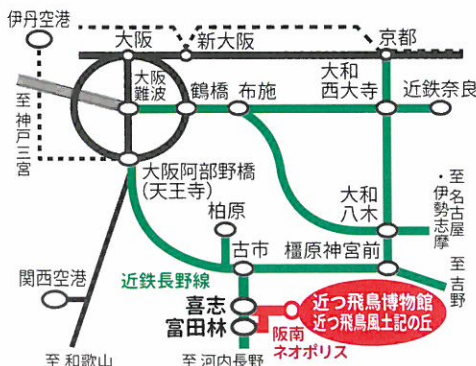 伊丹空港
大阪
新大阪
京都
大阪
難波
鶴橋
布施
大和
西大寺
近鉄奈良
至神戸三宮
大阪阿部野橋
(天王寺)
柏原
大和
八木
至名古屋
・伊勢志摩
古市
橿原神宮前
至吉野
近鉄長野線
関西空港
喜志
富田林
近つ飛鳥博物館
近つ飛鳥風土記の丘
阪南
ネオポリス
至和歌山
至河内長野